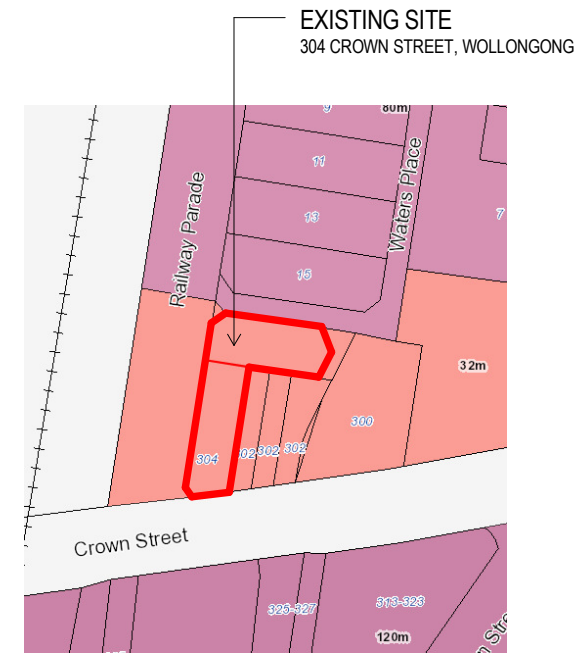 EXISTING SITE
304 CROWN STREET, WOLLONGONG
9
80m
11
Waters Place
Railway Parade
13
7
15
32m
300
304
302
302
Crown Street
325-327
313-323
120m